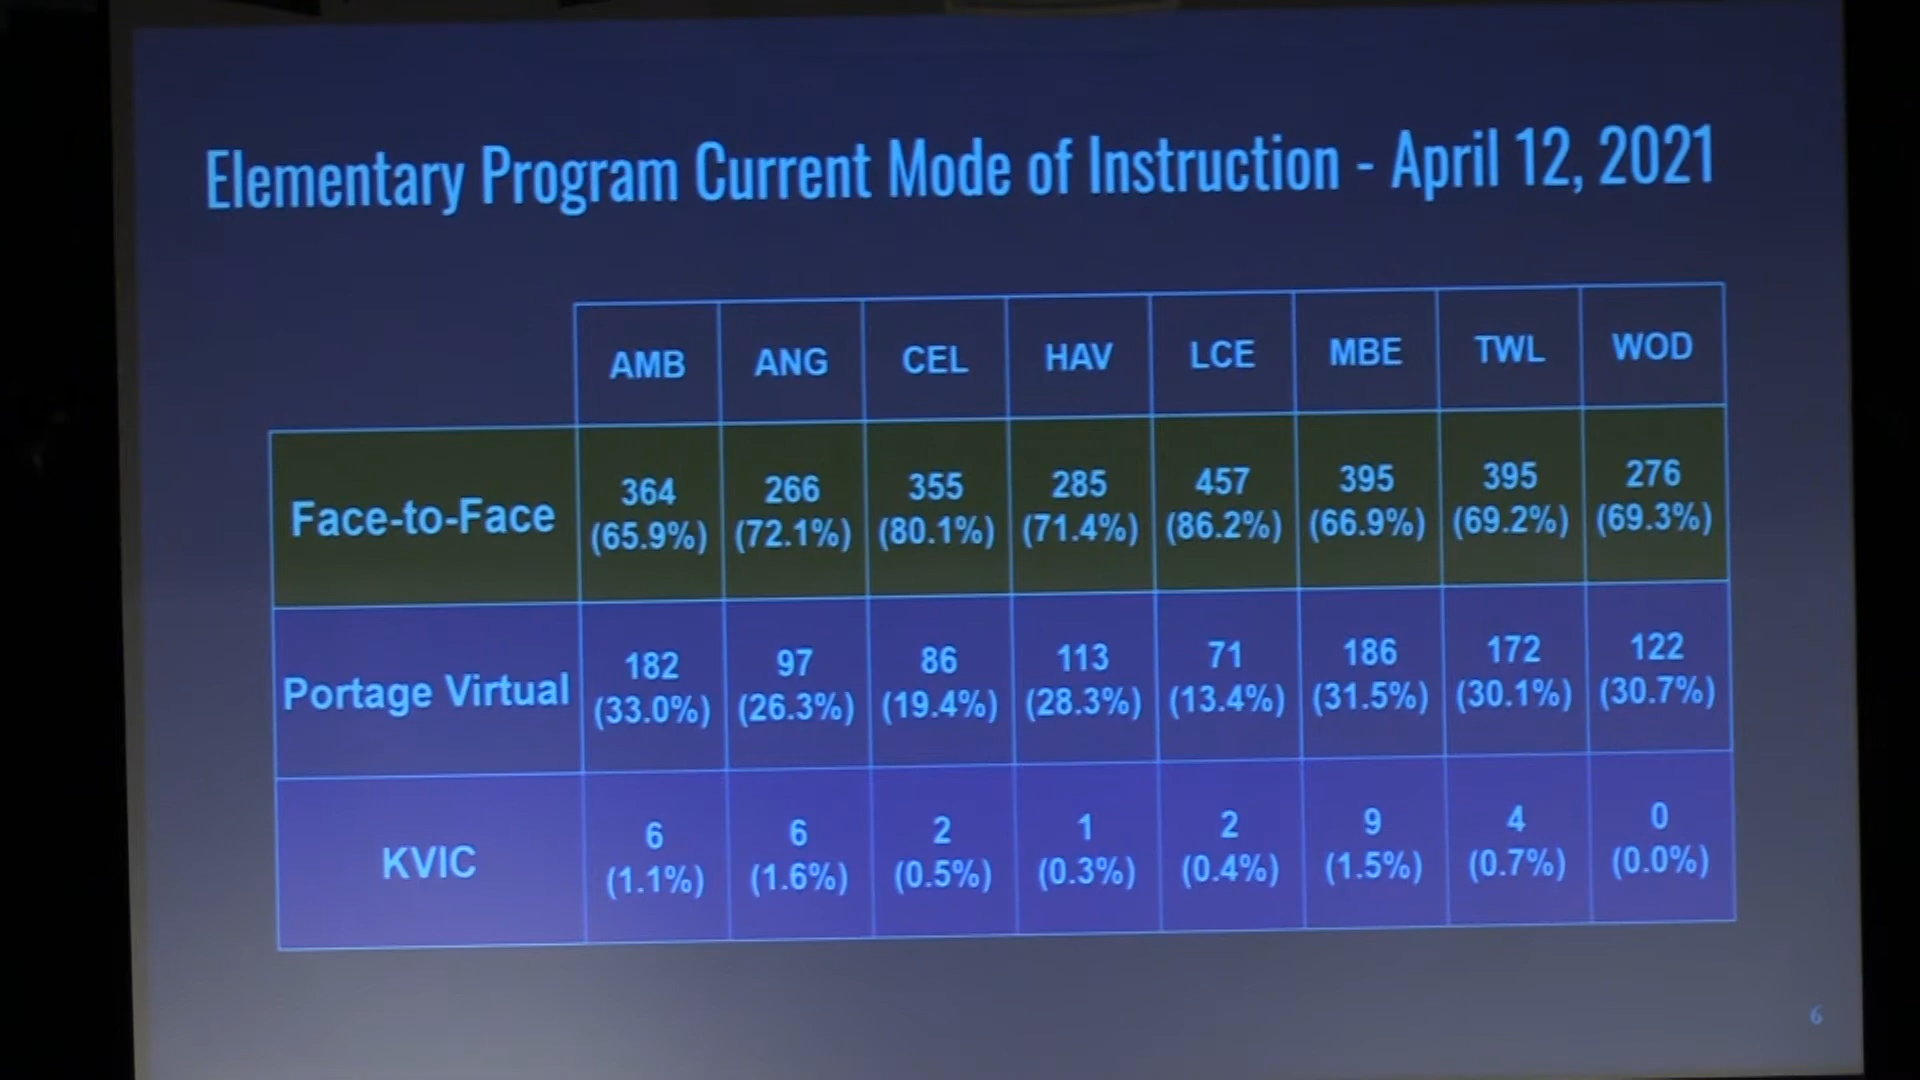 Elementary Program Current Mode of Instruction - April 12, 2021
AMB ANG CEL HAV LCE MBE TWL WOD
Face-to-Face
364 266 355 285 457 395 395 276
(65.9%) (72.1%) (80.1%) (71.4%) (86.2%) (66.9%) (69.2%) (69.3%)
Portage Virtual
182 97 86 113 71 186 172 122
(33.0%) (26.3%) (19.4%) (28.3%) (13.4%) (31.5%) (30.1%) (30.7%)
KVIC
6 6 2 1 2 9 4 0
(1.1%) (1.6%) (0.5%) (0.3%) (0.4%) (1.5%) (0.7%) (0.0%)
6